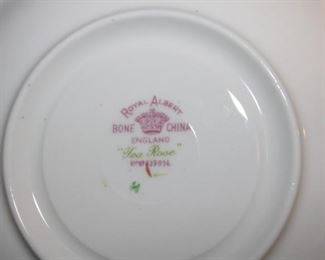 ROYAL ALBERT
BONE CHINA
ENGLAND
"Tea Rose"